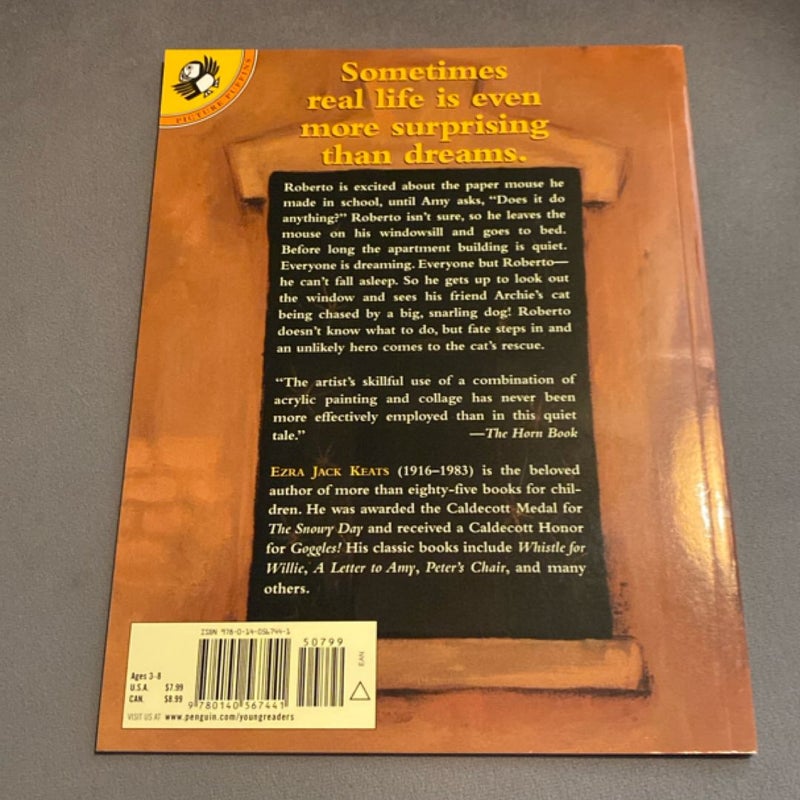 PICTURE PUFFINS
Sometimes
real life is even
more surprising
than dreams.
Roberto is excited about the paper mouse he
made in school, until Amy asks, “Does it do
anything?” Roberto isn’t sure, so he leaves the
mouse on his windowsill and goes to bed.
Before long the apartment building is quiet.
Everyone is dreaming. Everyone but Roberto—
he can’t fall asleep. So he gets up to look out
the window and sees his friend Archie’s cat
being chased by a big, snarling dog! Roberto
doesn’t know what to do, but fate steps in and
an unlikely hero comes to the cat’s rescue.
“The artist’s skillful use of a combination of
acrylic painting and collage has never been
more effectively employed than in this quiet
tale.” —The Horn Book
EZRA JACK KEATS (1916–1983) is the beloved
author of more than eighty-five books for chil-
dren. He was awarded the Caldecott Medal for
The Snowy Day and received a Caldecott Honor
for Goggles! His classic books include Whistle for
Willie, A Letter to Amy, Peter’s Chair, and many
others.
ISBN 978-0-14-056744-1
50799
EAN
Ages 3-8
U.S.A. $7.99
CAN. $8.99
9 780140 567441
VISIT US AT www.penguin.com/youngreaders